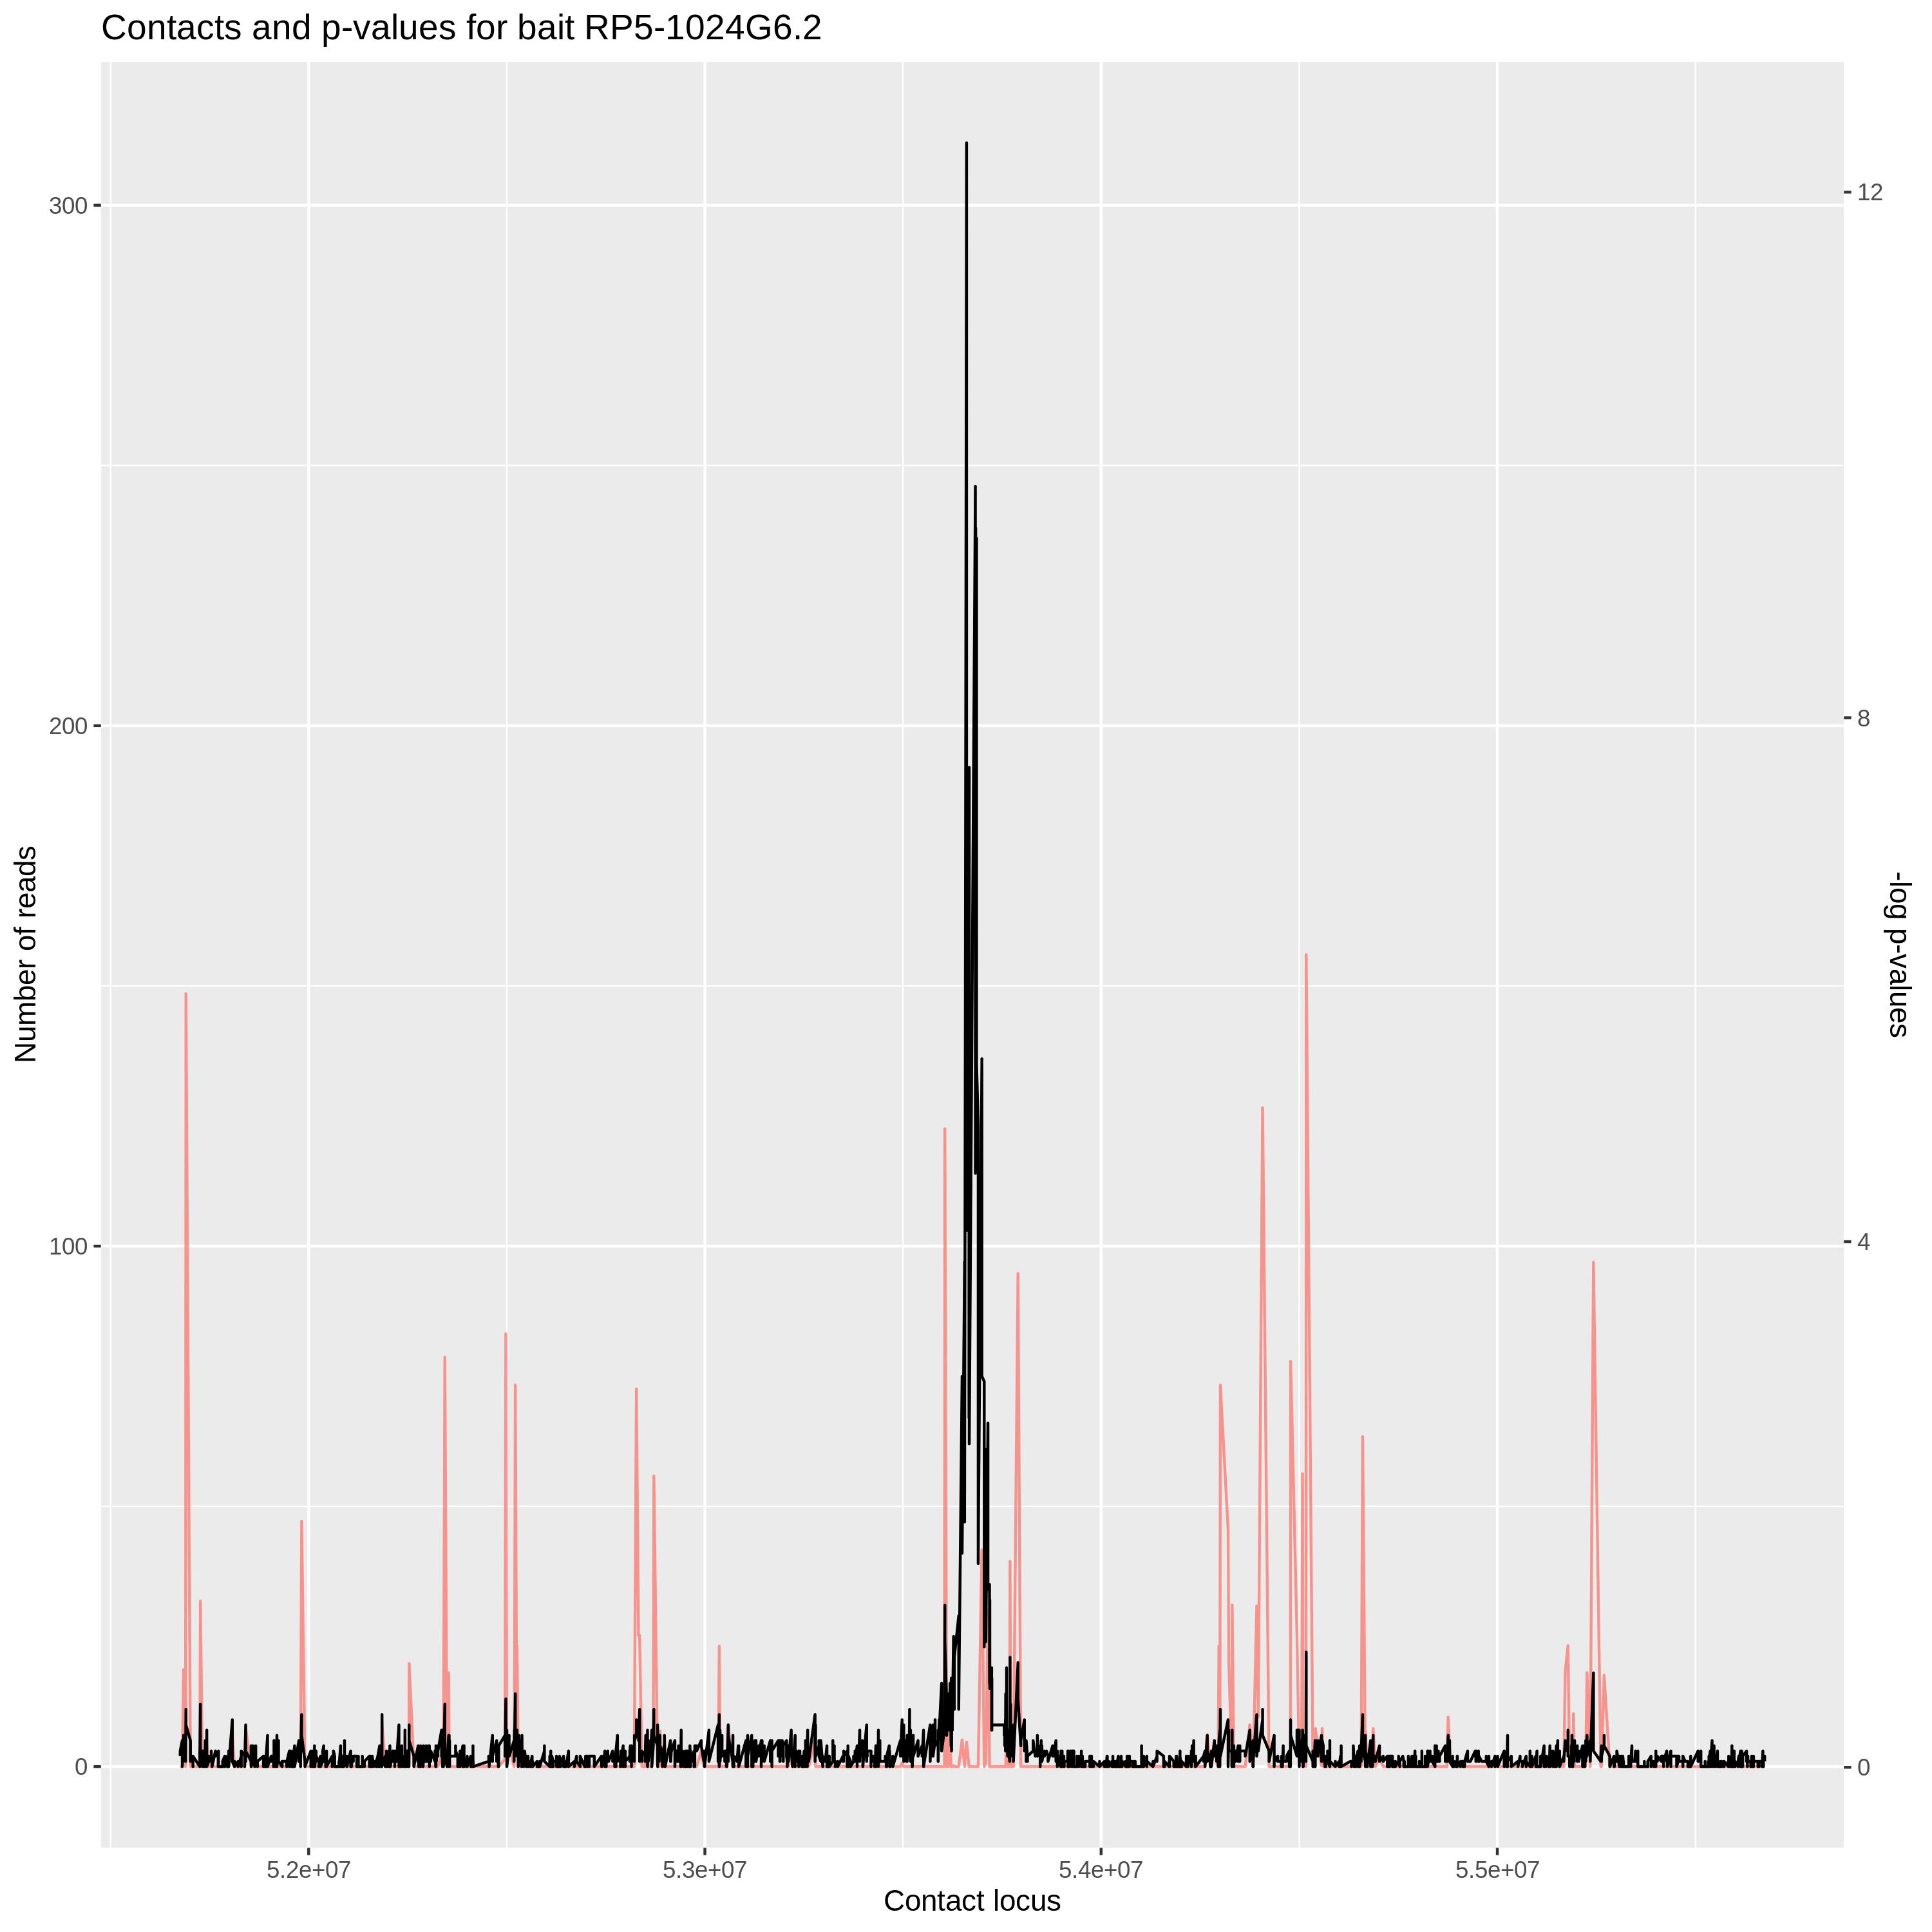 Contacts and p-values for bait RP5-1024G6.2
300
200
100
0
12
8
4
0
Number of reads
-log p-values
5.2e+07
5.3e+07
5.4e+07
5.5e+07
Contact locus